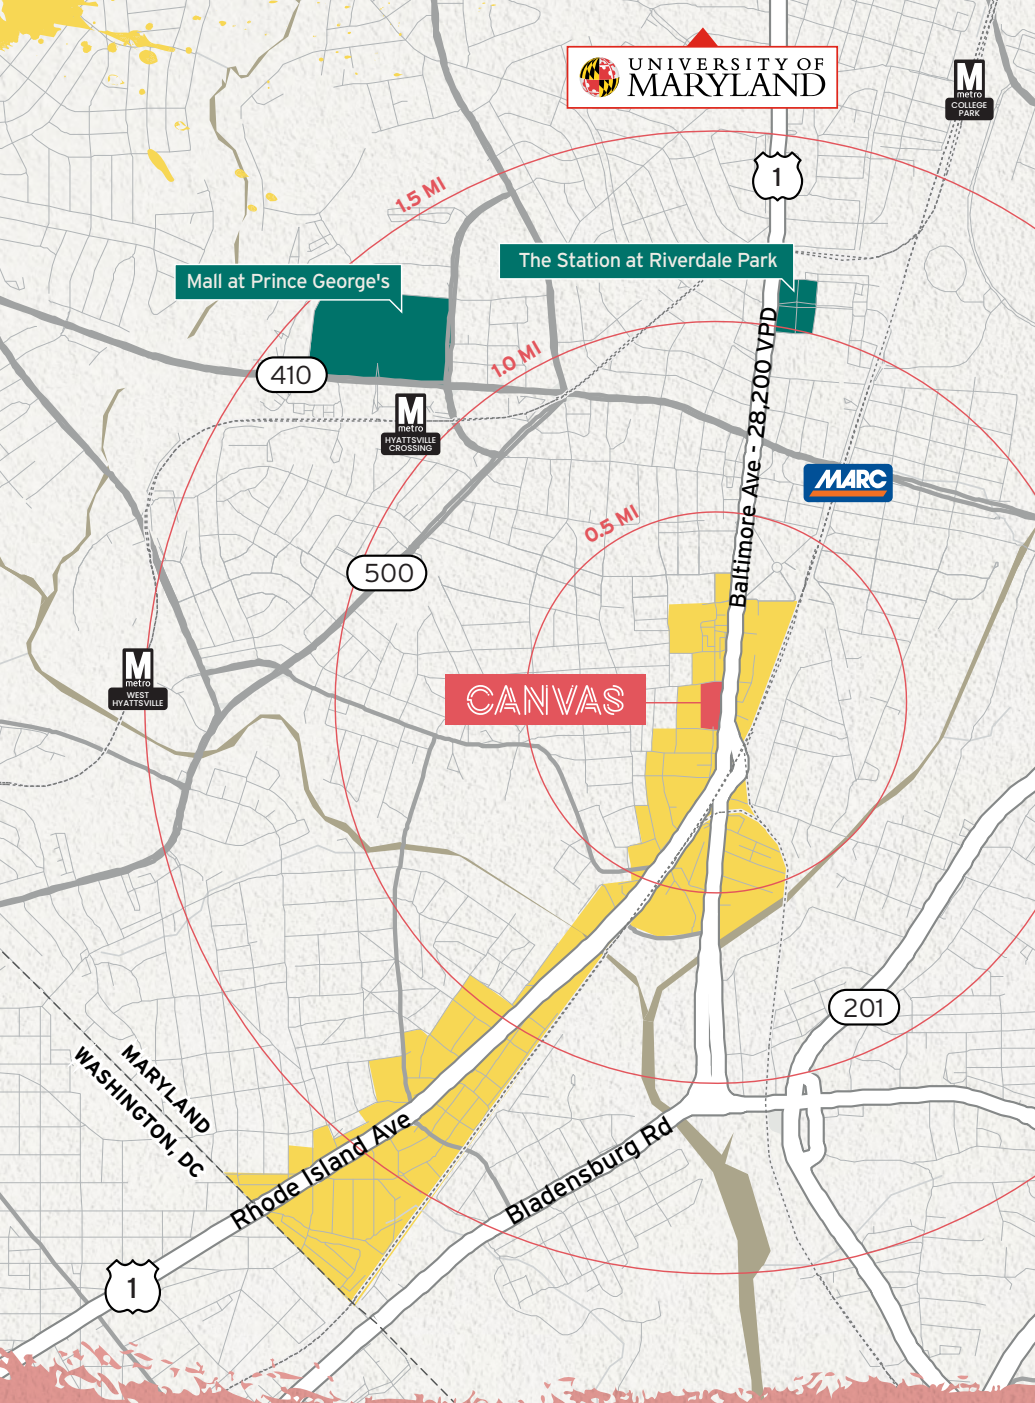 UNIVERSITY OF
MARYLAND
M
metro
COLLEGE
PARK
1
1.5 MI
The Station at Riverdale Park
Mall at Prince George's
1.0 MI
410
M
metro
HYATTSVILLE
CROSSING
Baltimore Ave - 28,200 VPD
MARC
0.5 MI
500
M
metro
WEST
HYATTSVILLE
CANVAS
201
MARYLAND
WASHINGTON, DC
Rhode Island Ave
Bladensburg Rd
1